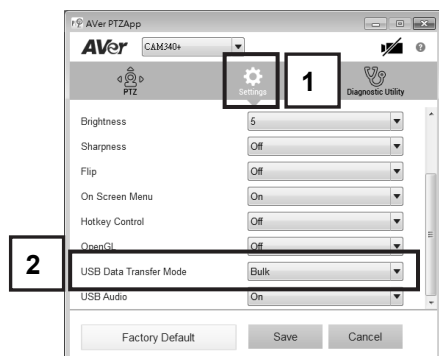 AVer PTZApp
AVer CAM340+
PTZ Settings 1 Diagnostic Utility
Brightness 5
Sharpness Off
Flip Off
On Screen Menu On
Hotkey Control Off
OpenGL Off
2 USB Data Transfer Mode Bulk
USB Audio On
Factory Default Save Cancel